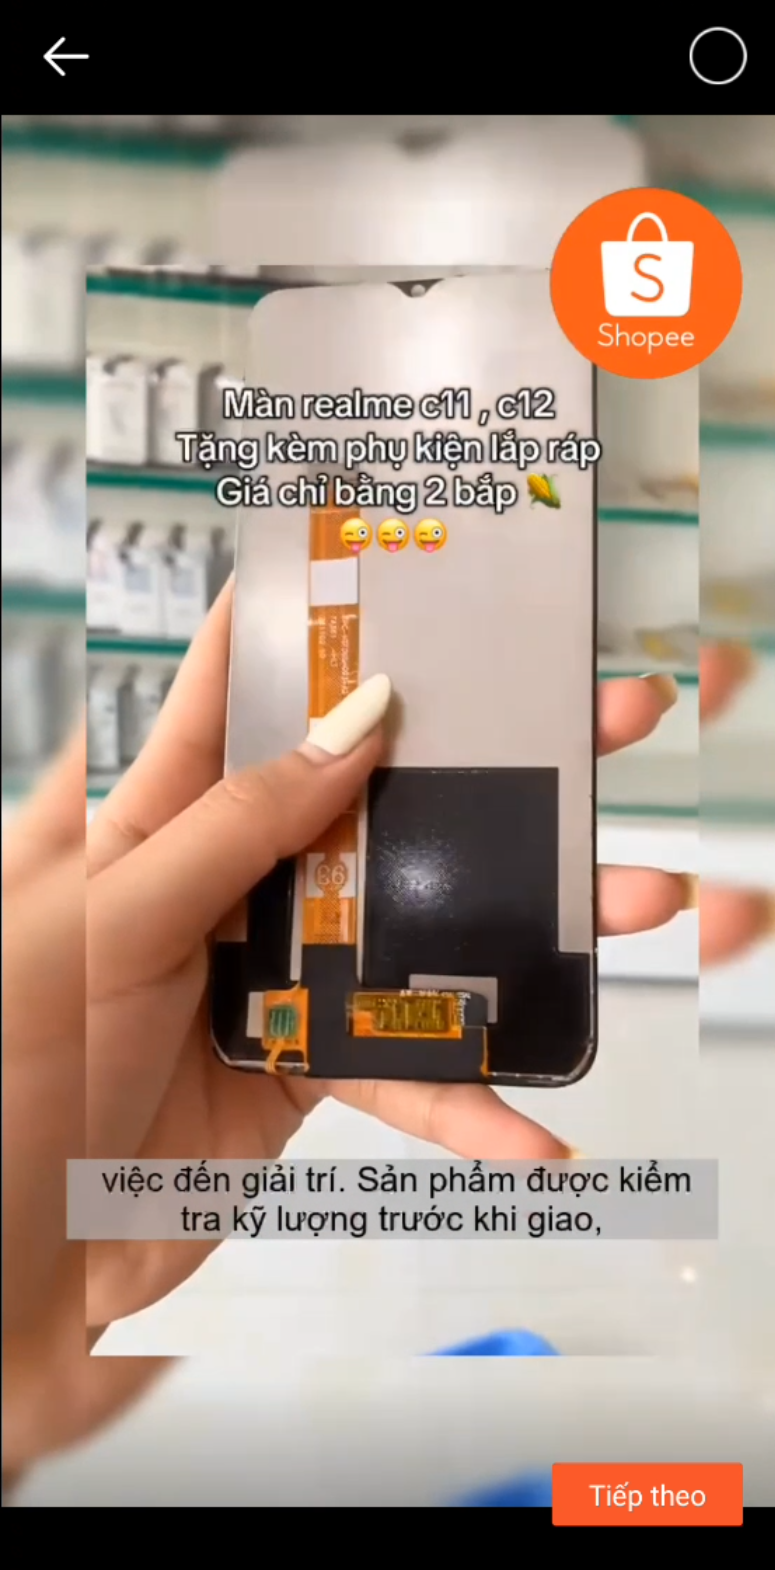 Shopee
Màn realme c11 , c12
Tặng kèm phụ kiện lắp ráp
Giá chỉ bằng 2 bắp 🌽
😜😜😜
63
việc đến giải trí. Sản phẩm được kiểm
tra kỹ lượng trước khi giao,
Tiếp theo